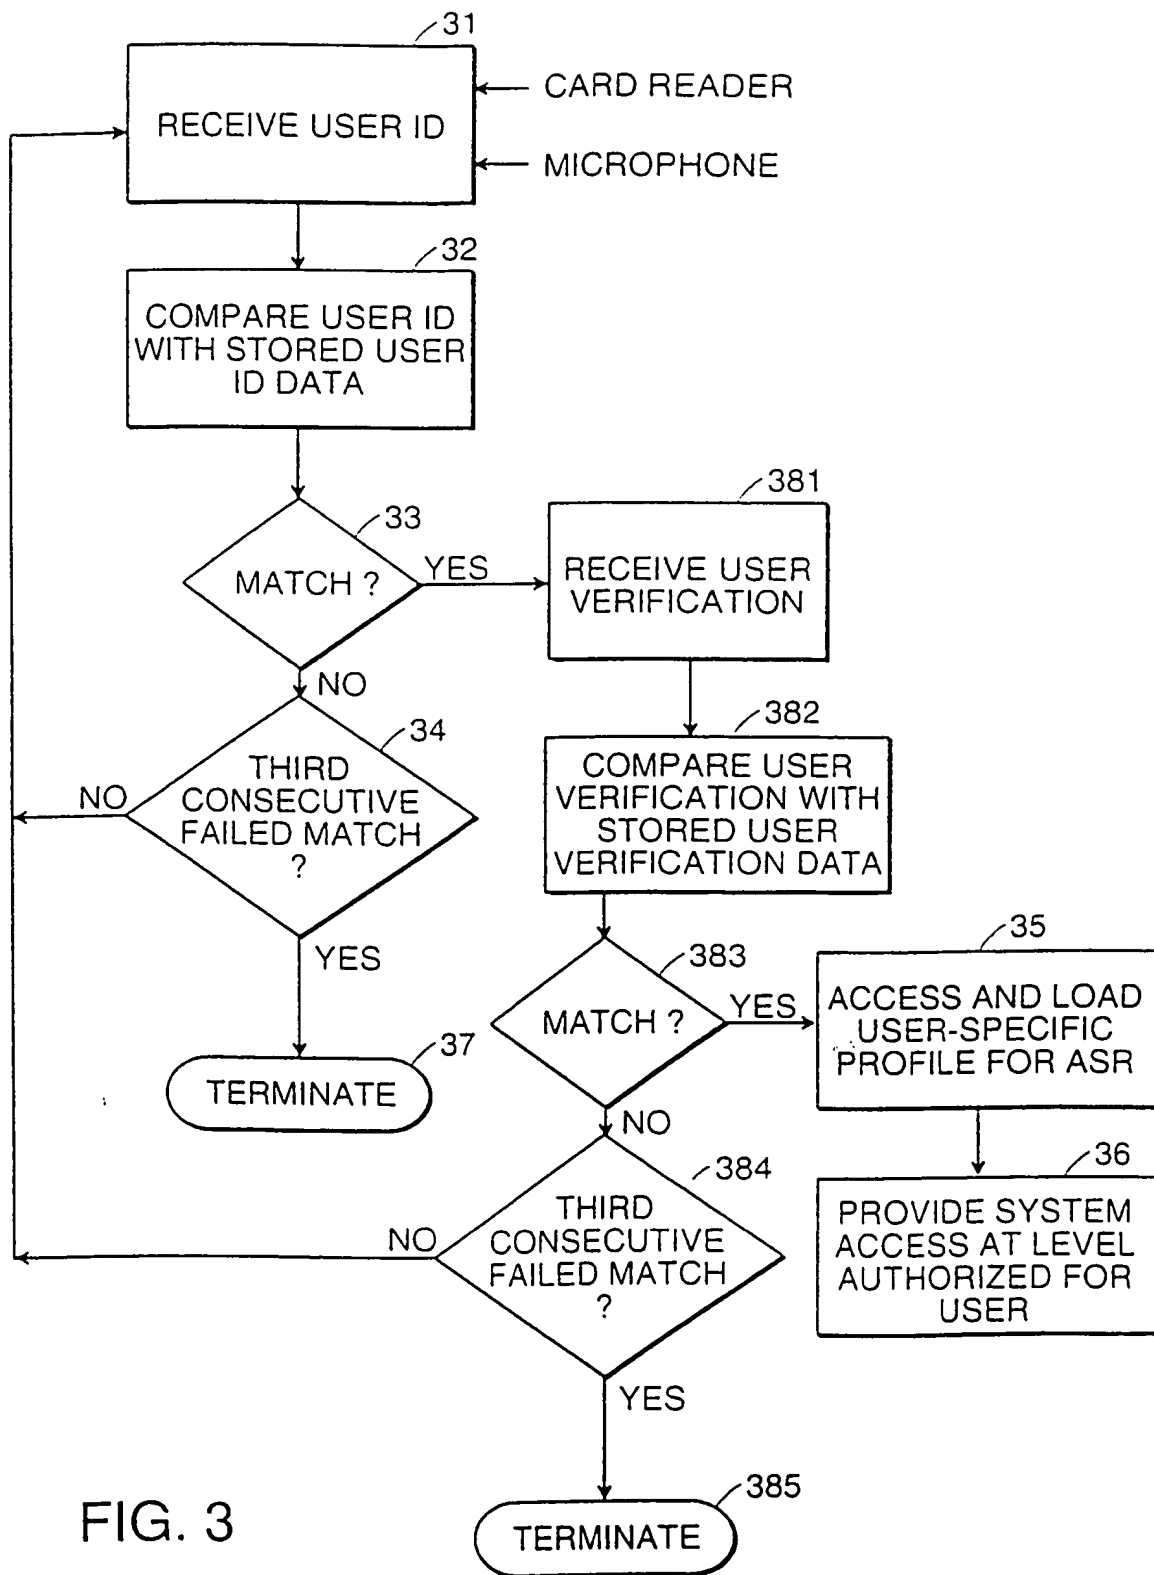 31
RECEIVE USER ID
CARD READER
MICROPHONE
32
COMPARE USER ID
WITH STORED USER
ID DATA
33
MATCH ?
YES
NO
381
RECEIVE USER
VERIFICATION
34
THIRD
CONSECUTIVE
FAILED MATCH
?
NO
YES
37
TERMINATE
382
COMPARE USER
VERIFICATION WITH
STORED USER
VERIFICATION DATA
383
MATCH ?
YES
NO
35
ACCESS AND LOAD
USER-SPECIFIC
PROFILE FOR ASR
36
PROVIDE SYSTEM
ACCESS AT LEVEL
AUTHORIZED FOR
USER
384
THIRD
CONSECUTIVE
FAILED MATCH
?
NO
YES
385
TERMINATE
FIG. 3